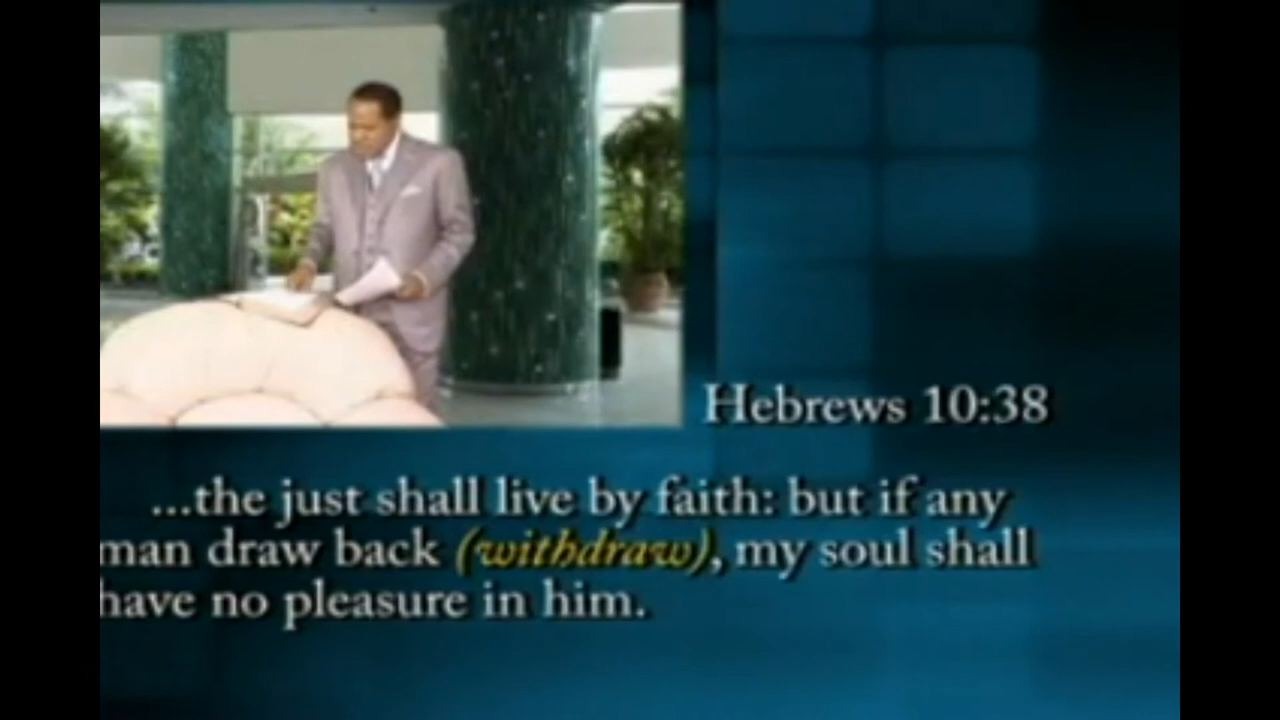 Hebrews 10:38
...the just shall live by faith: but if any
man draw back (withdraw), my soul shall
have no pleasure in him.